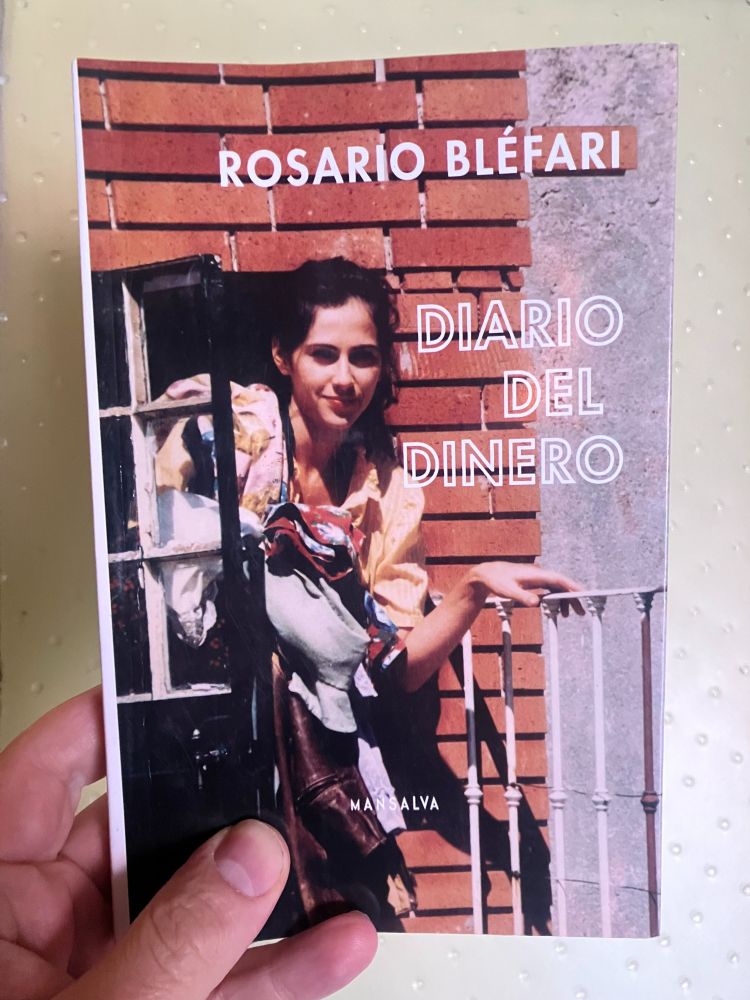 ROSARIO BLÉFARI
DIARIO
DEL
DINERO
MANSALVA